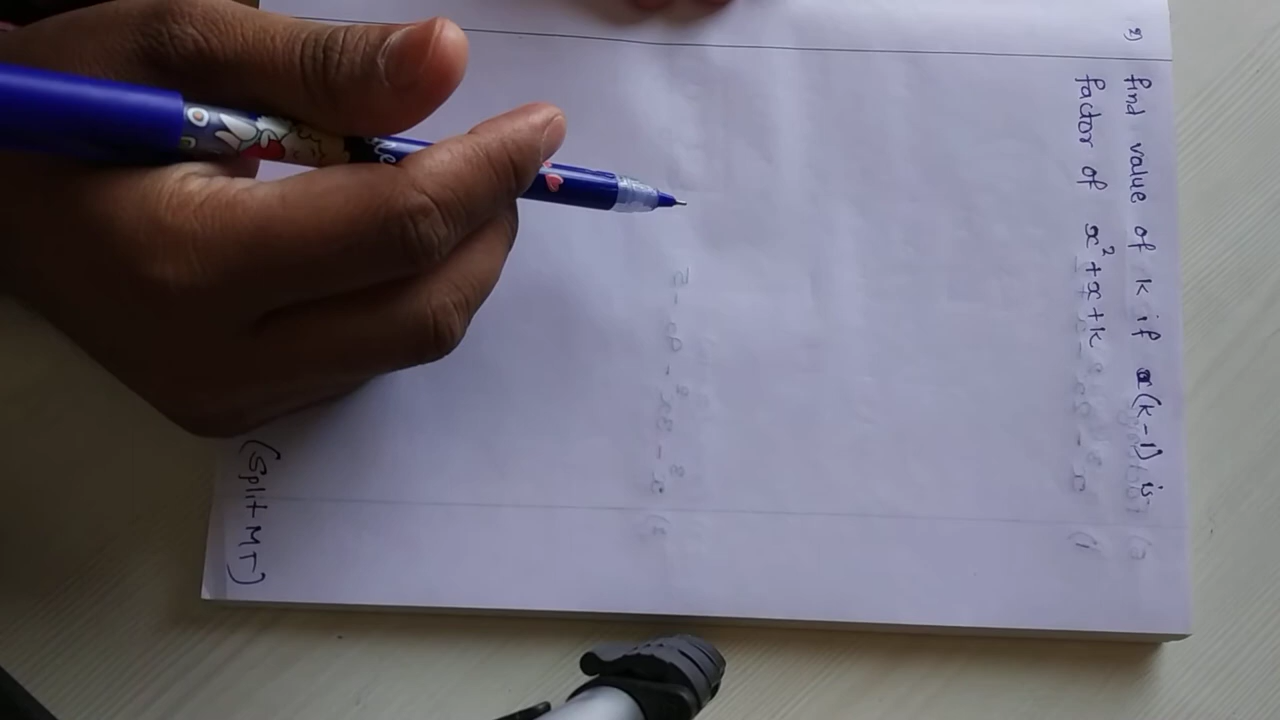 2) find value of k if x(k-1) is
factor of x²+x+k
(Split MT)